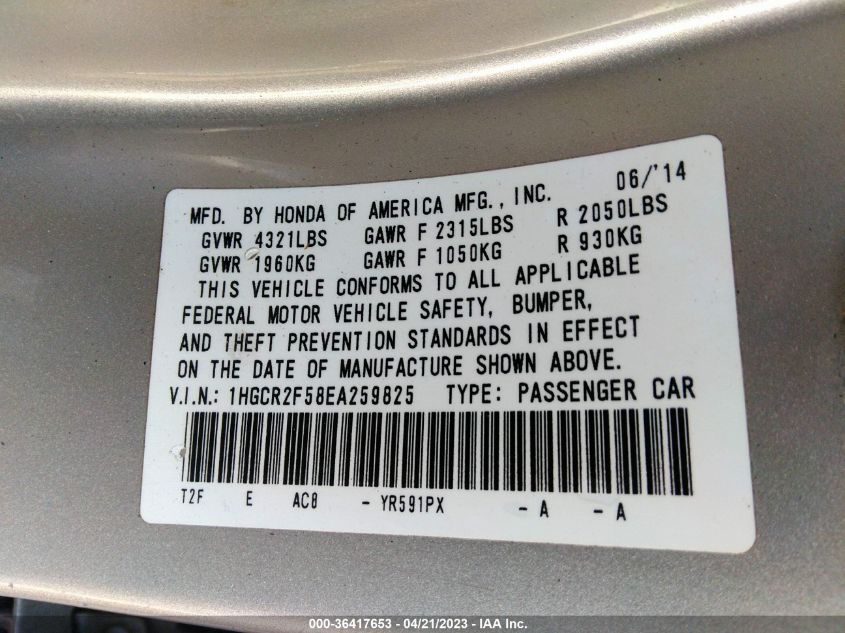 06/'14
MFD. BY HONDA OF AMERICA MFG., INC.
GVWR 4321LBS GAWR F 2315LBS R 2050LBS
GVWR 1960KG GAWR F 1050KG R 930KG
THIS VEHICLE CONFORMS TO ALL APPLICABLE
FEDERAL MOTOR VEHICLE SAFETY, BUMPER,
AND THEFT PREVENTION STANDARDS IN EFFECT
ON THE DATE OF MANUFACTURE SHOWN ABOVE.
V.I.N.: 1HGCR2F58EA259825 TYPE: PASSENGER CAR
T2F E AC8 - YR591PX - A - A
000-36417653 - 04/21/2023 - IAA Inc.